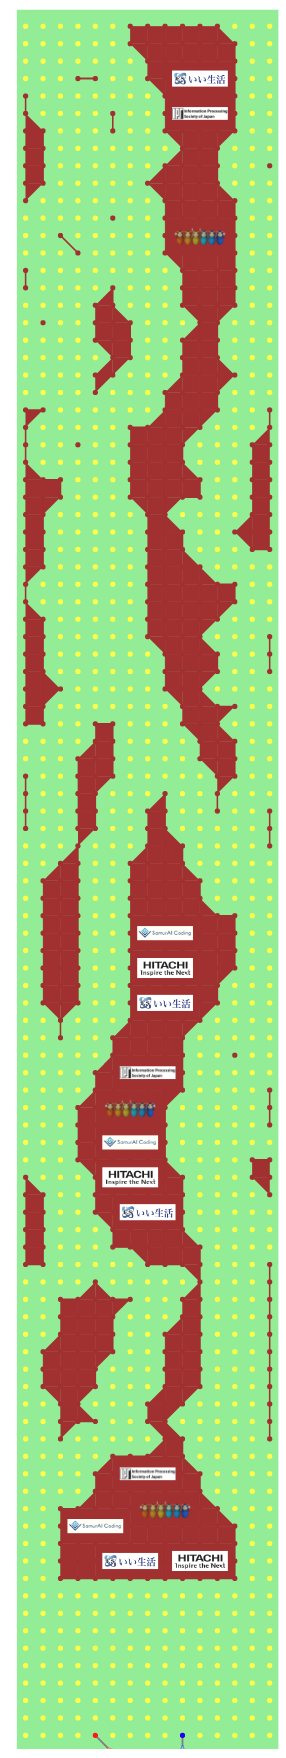 いい生活
Information Processing
Society of Japan
SamurAI Coding
HITACHI
Inspire the Next
いい生活
Information Processing
Society of Japan
SamurAI Coding
HITACHI
Inspire the Next
いい生活
Information Processing
Society of Japan
SamurAI Coding
いい生活
HITACHI
Inspire the Next